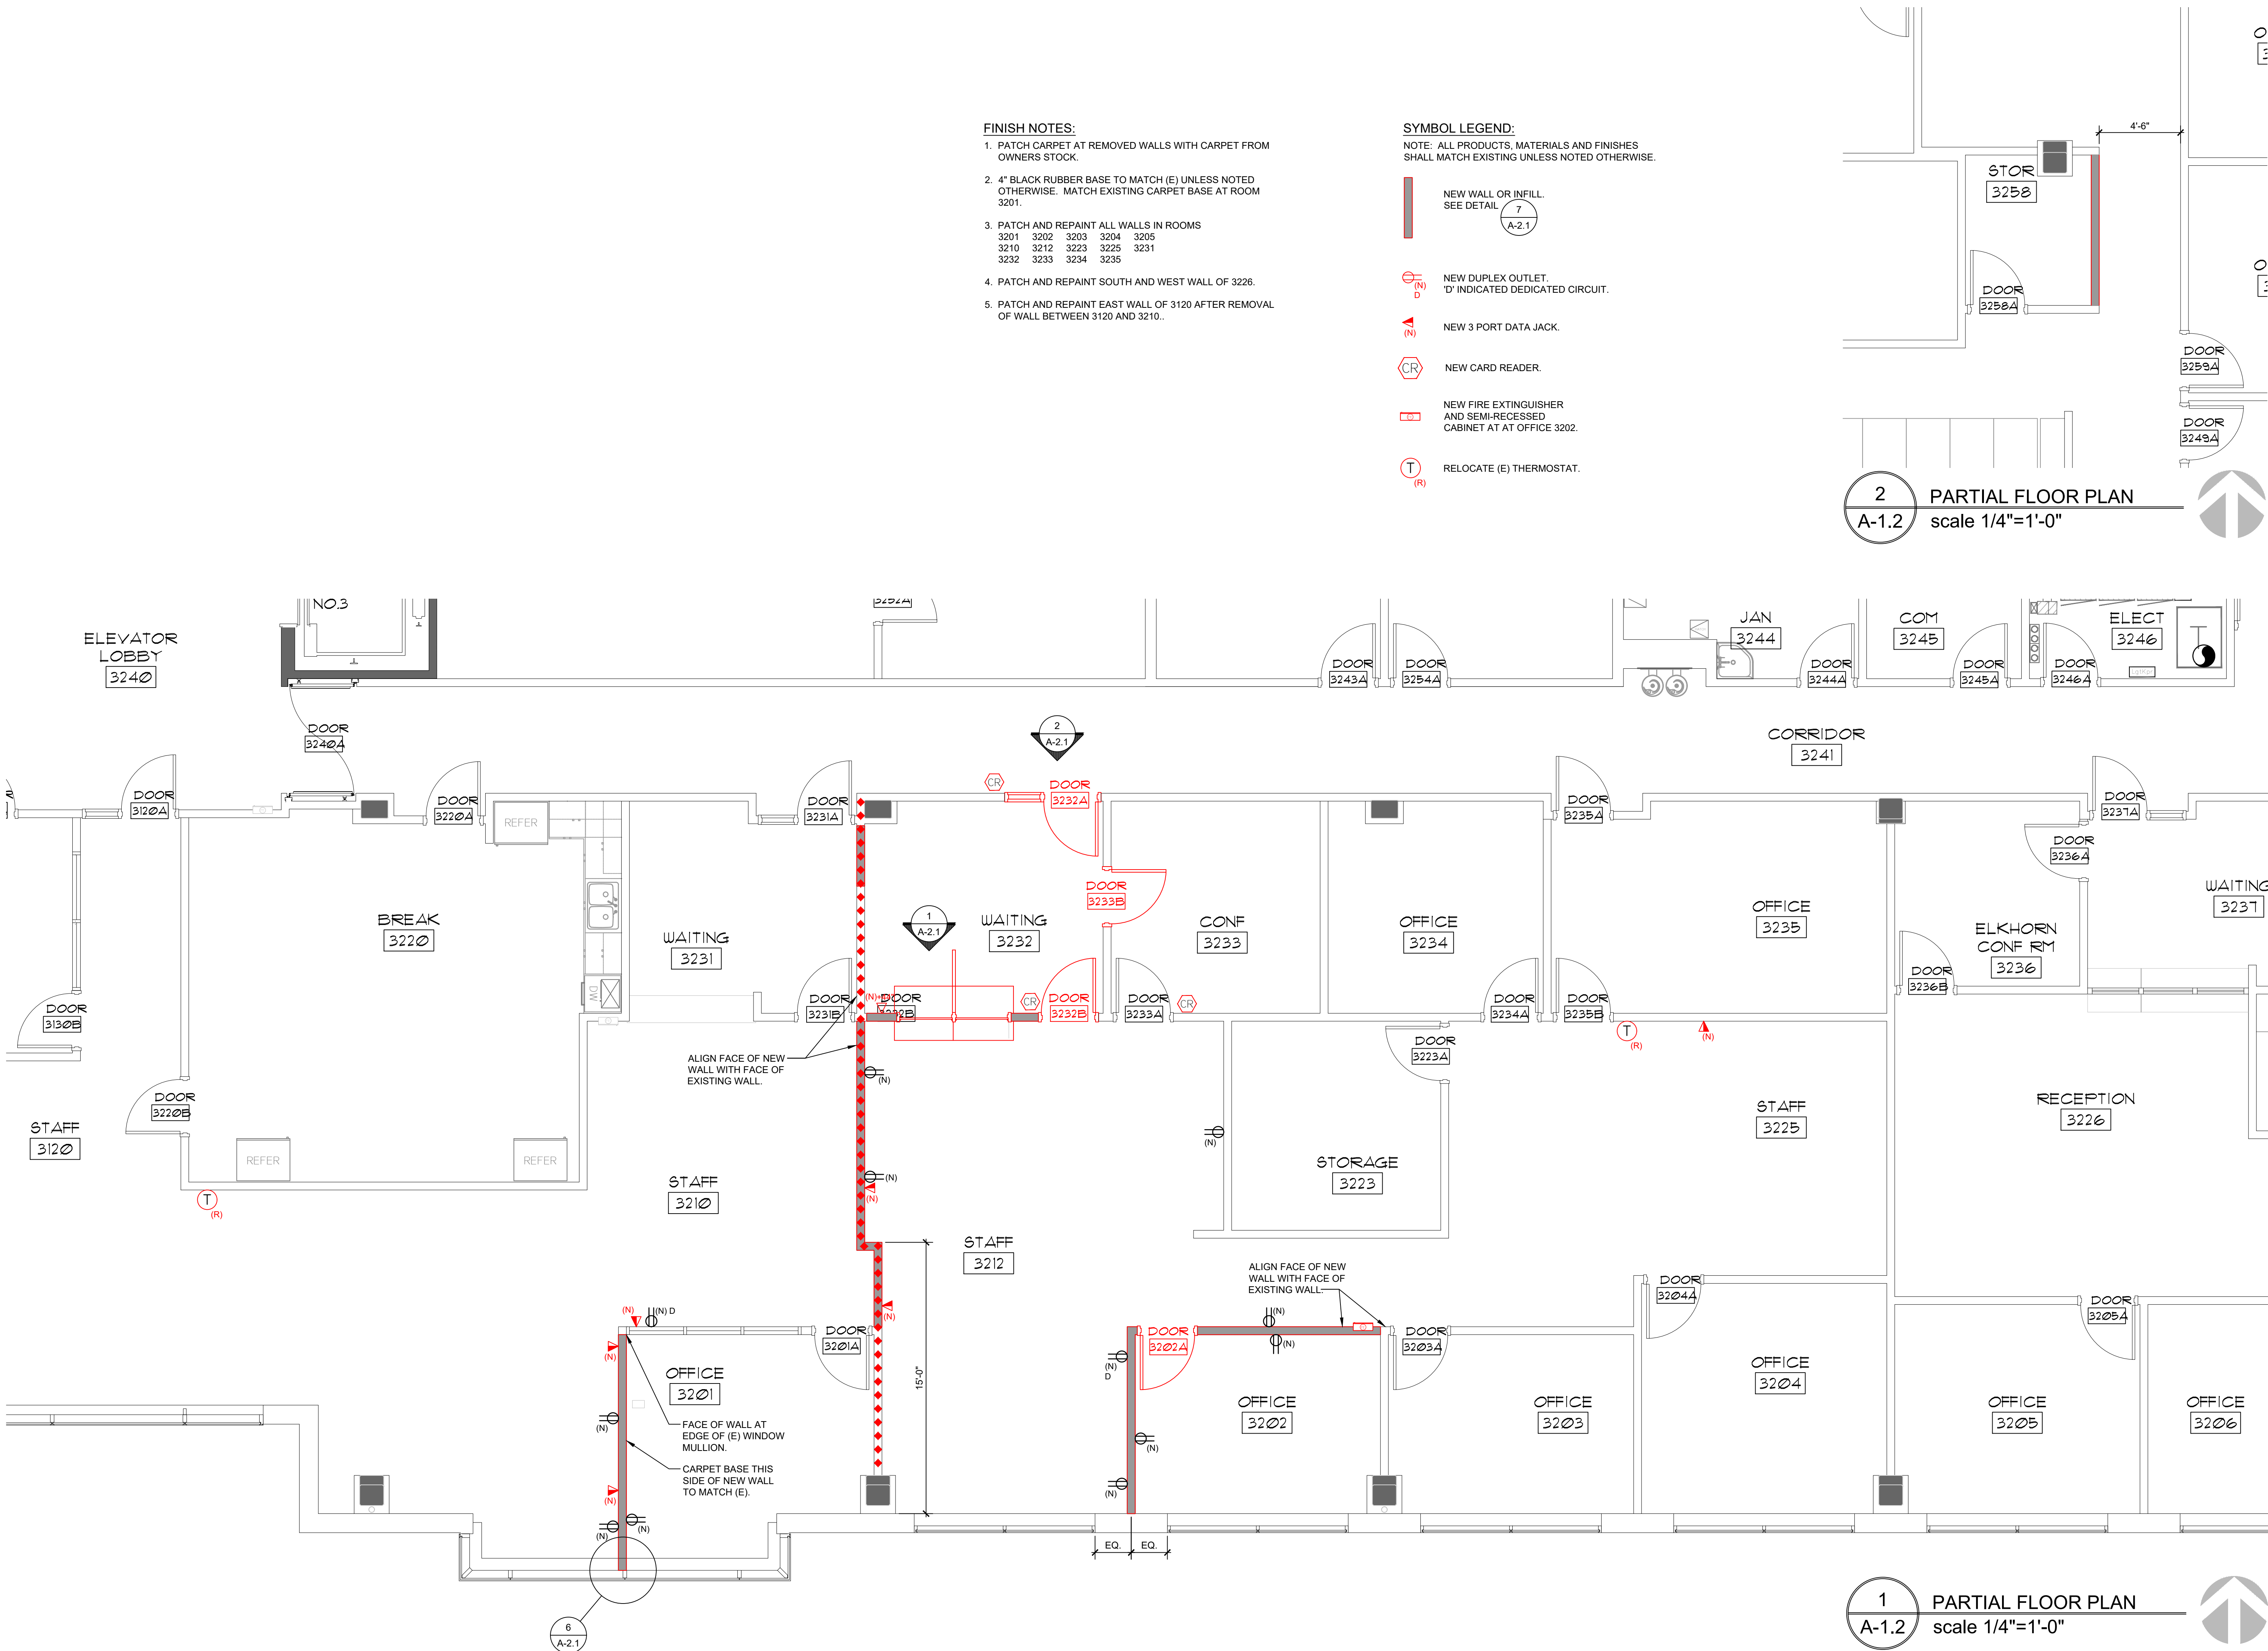 FINISH NOTES:
1. PATCH CARPET AT REMOVED WALLS WITH CARPET FROM
OWNERS STOCK.
2. 4" BLACK RUBBER BASE TO MATCH (E) UNLESS NOTED
OTHERWISE. MATCH EXISTING CARPET BASE AT ROOM
3201.
3. PATCH AND REPAINT ALL WALLS IN ROOMS
3201 3202 3203 3204 3205
3210 3212 3223 3225 3231
3232 3233 3234 3235
4. PATCH AND REPAINT SOUTH AND WEST WALL OF 3226.
5. PATCH AND REPAINT EAST WALL OF 3120 AFTER REMOVAL
OF WALL BETWEEN 3120 AND 3210..
SYMBOL LEGEND:
NOTE: ALL PRODUCTS, MATERIALS AND FINISHES
SHALL MATCH EXISTING UNLESS NOTED OTHERWISE.
NEW WALL OR INFILL.
SEE DETAIL
7
A-2.1
(N)
D
NEW DUPLEX OUTLET.
'D' INDICATED DEDICATED CIRCUIT.
(N)
NEW 3 PORT DATA JACK.
CR
NEW CARD READER.
NEW FIRE EXTINGUISHER
AND SEMI-RECESSED
CABINET AT AT OFFICE 3202.
T
(R)
RELOCATE (E) THERMOSTAT.
4'-6"
STOR
3258
DOOR
3258A
DOOR
3259A
DOOR
3249A
2
A-1.2
PARTIAL FLOOR PLAN
scale 1/4"=1'-0"
NO.3
ELEVATOR
LOBBY
3240
3252A
DOOR
3240A
DOOR
3243A
DOOR
3254A
JAN
3244
DOOR
3244A
COM
3245
DOOR
3245A
ELECT
3246
DOOR
3246A
CORRIDOR
3241
2
A-2.1
DOOR
3120A
DOOR
3220A
REFER
DOOR
3231A
CR
DOOR
3232A
DOOR
3235A
DOOR
3237A
DOOR
3236A
BREAK
3220
WAITING
3231
1
A-2.1
WAITING
3232
DOOR
3233B
CONF
3233
OFFICE
3234
OFFICE
3235
ELKHORN
CONF RM
3236
WAITING
3237
DOOR
3130B
DW
DOOR
3231B
DOOR
3232B
CR
DOOR
3232B
DOOR
3233A
CR
DOOR
3234A
DOOR
3235B
DOOR
3236B
T
(R)
(N)
ALIGN FACE OF NEW
WALL WITH FACE OF
EXISTING WALL.
(N)
DOOR
3223A
DOOR
3220B
STAFF
3120
REFER
REFER
(N)
STAFF
3225
RECEPTION
3226
T
(R)
STAFF
3210
(N)
(N)
STORAGE
3223
STAFF
3212
ALIGN FACE OF NEW
WALL WITH FACE OF
EXISTING WALL.
DOOR
3204A
DOOR
3205A
(N)
(N) D
(N)
DOOR
3201A
(N)
DOOR
3202A
(N)
(N)
DOOR
3203A
(N)
D
OFFICE
3201
15'-0"
OFFICE
3202
OFFICE
3203
OFFICE
3204
OFFICE
3205
OFFICE
3206
FACE OF WALL AT
EDGE OF (E) WINDOW
MULLION.
(N)
(N)
CARPET BASE THIS
SIDE OF NEW WALL
TO MATCH (E).
(N)
(N)
(N)
(N)
EQ.
EQ.
6
A-2.1
1
A-1.2
PARTIAL FLOOR PLAN
scale 1/4"=1'-0"